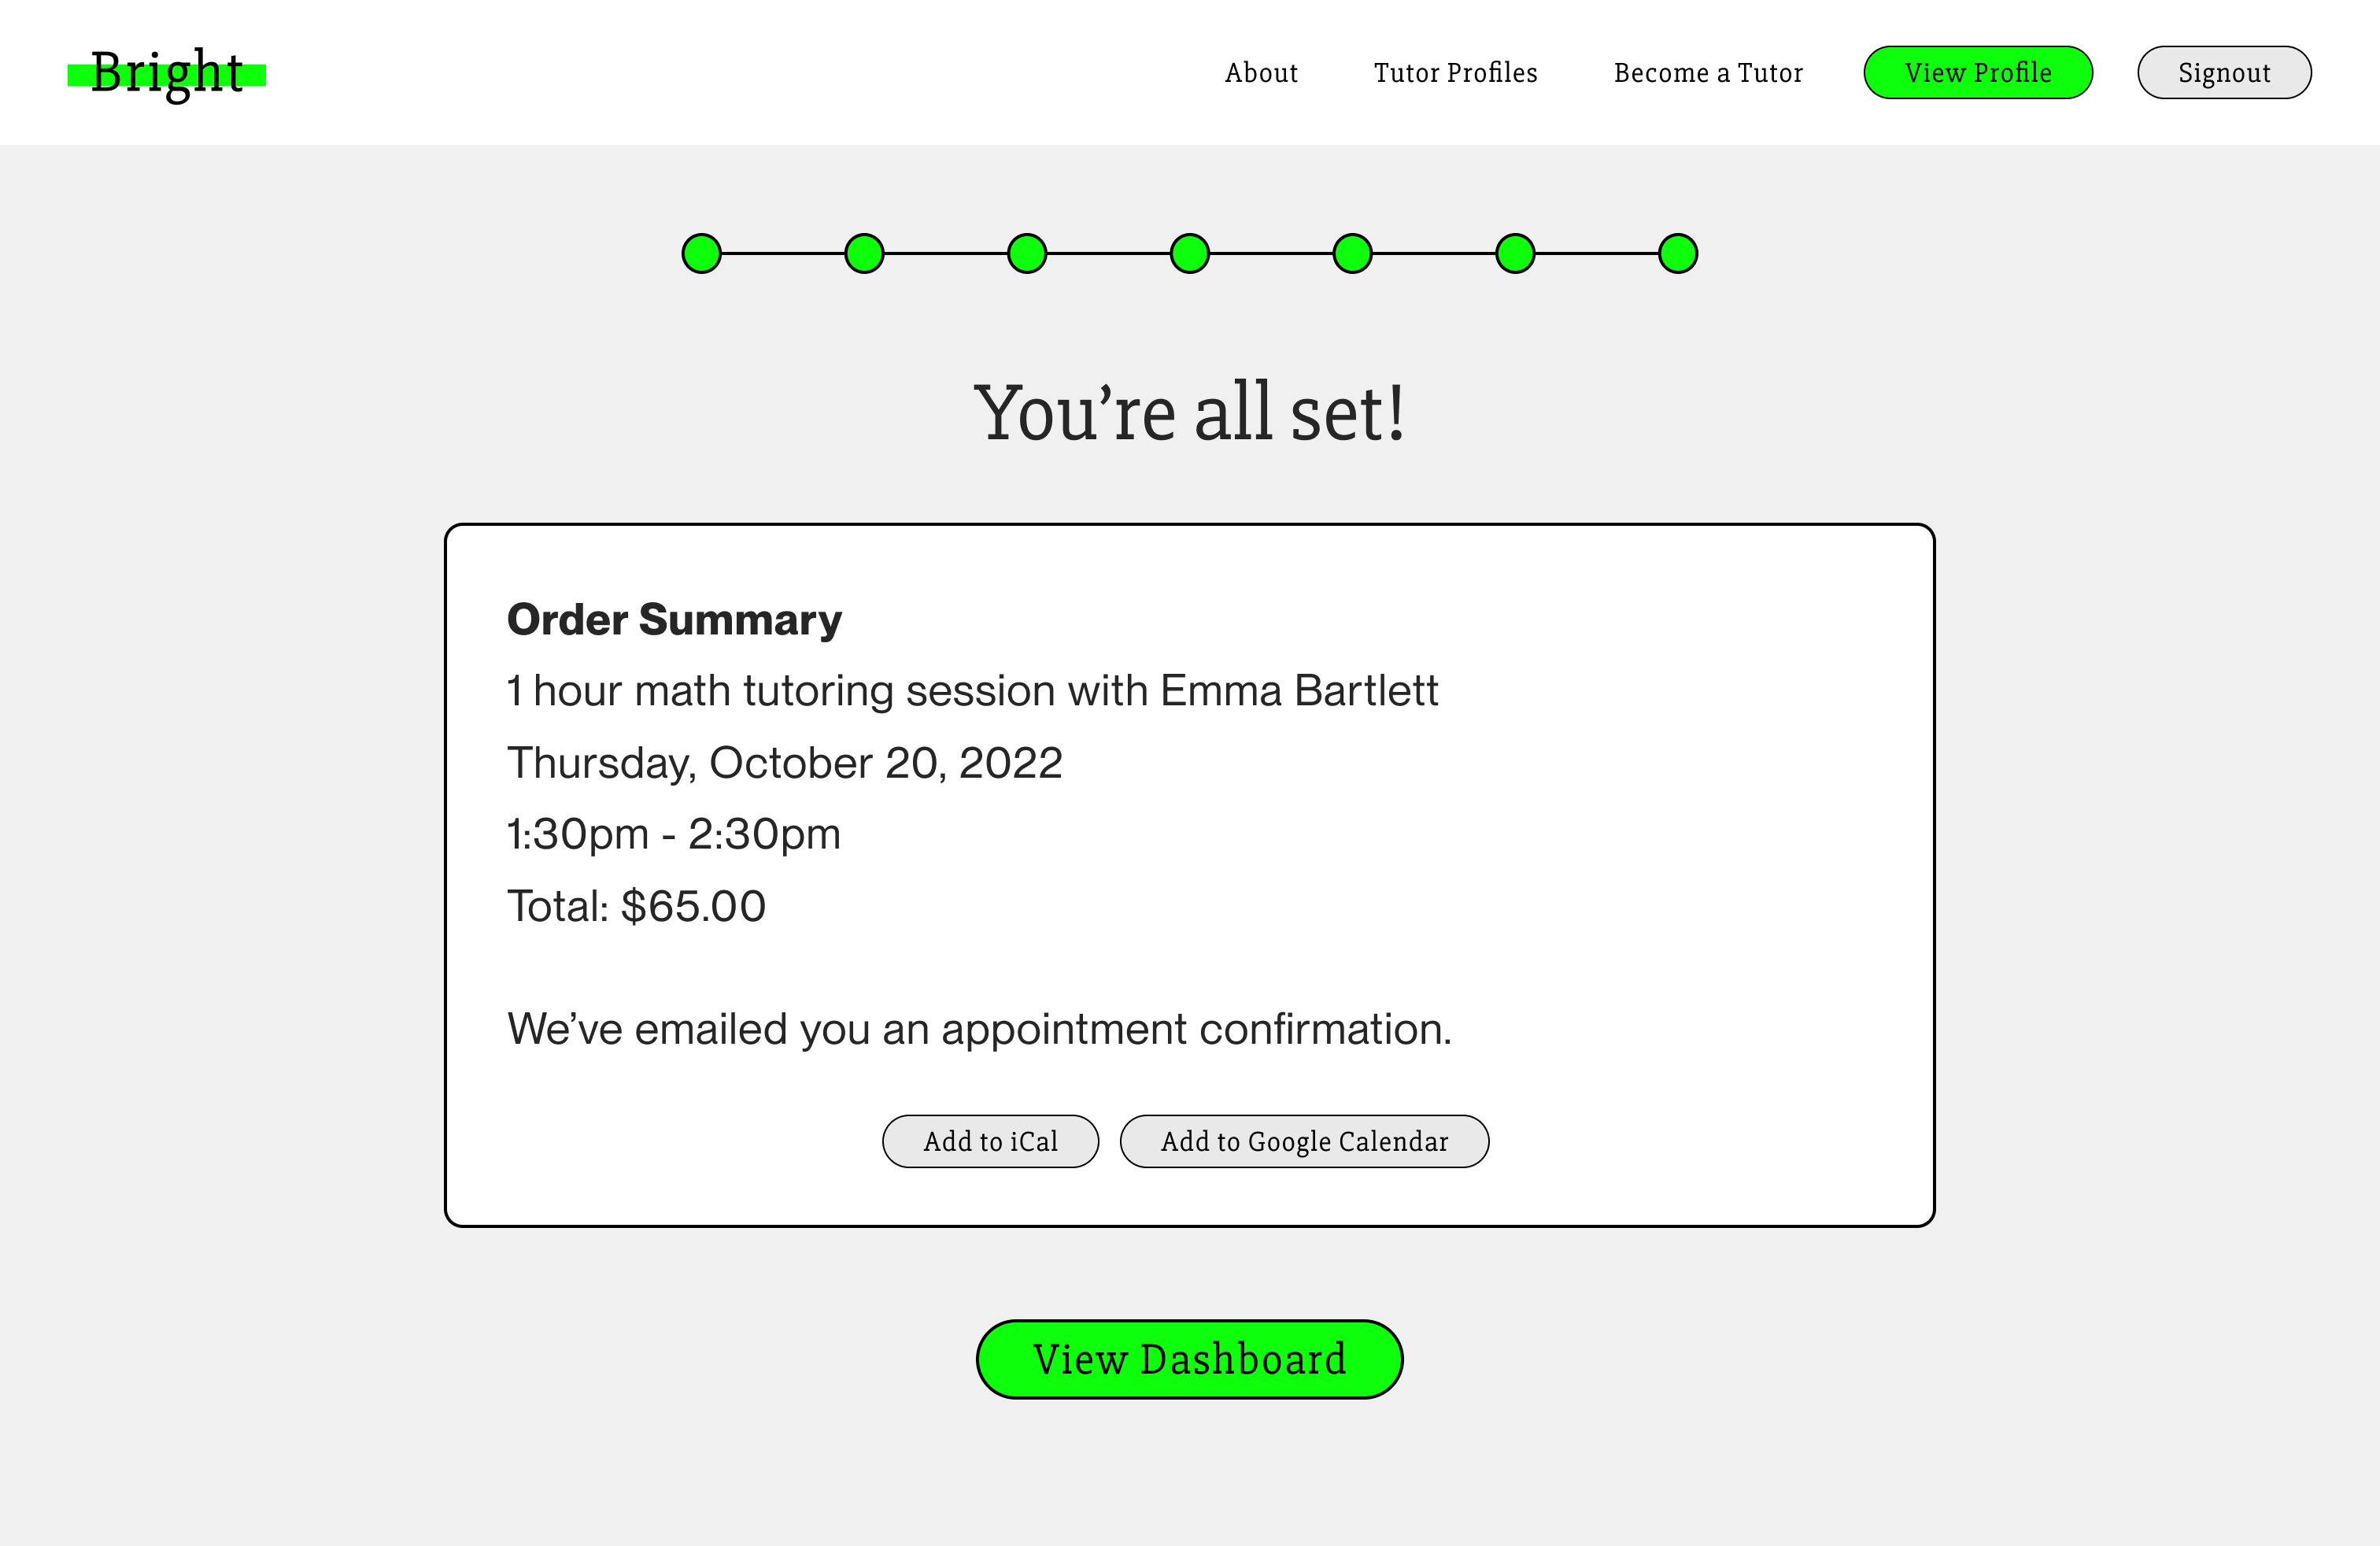 Bright
About Tutor Profiles Become a Tutor View Profile Signout
You’re all set!
Order Summary
1 hour math tutoring session with Emma Bartlett
Thursday, October 20, 2022
1:30pm - 2:30pm
Total: $65.00
We’ve emailed you an appointment confirmation.
Add to iCal Add to Google Calendar
View Dashboard